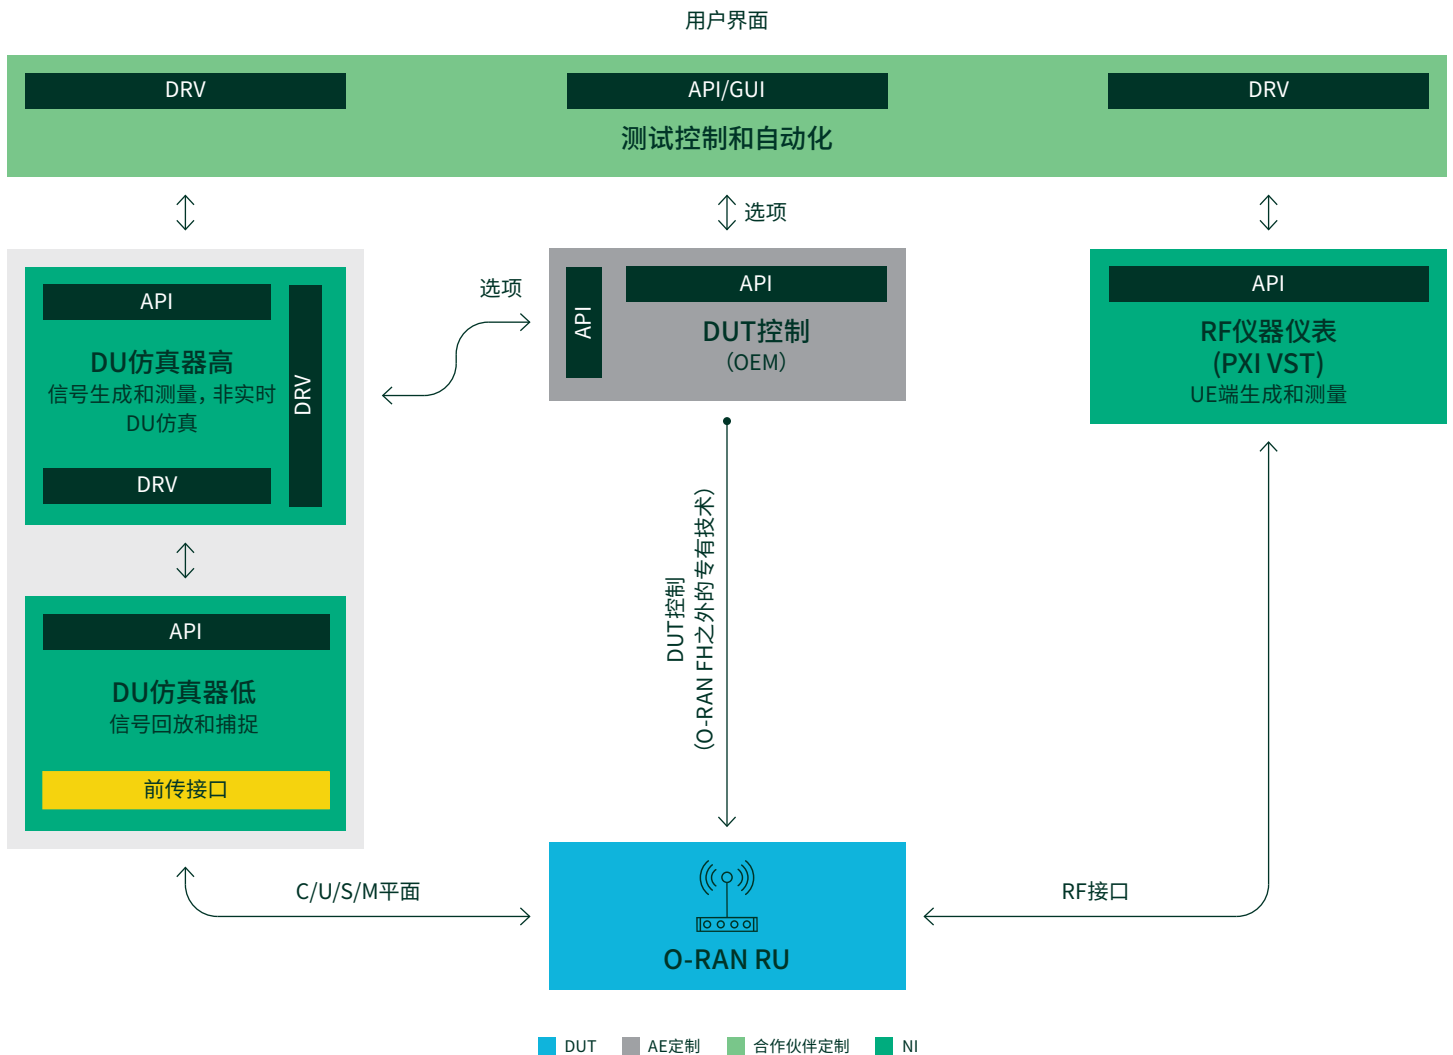 用户界面
DRV
API/GUI
DRV
测试控制和自动化
选项
API
DU仿真器高
信号生成和测量，非实时
DU仿真
DRV
DRV
选项
API
API
DUT控制
（OEM）
API
RF仪器仪表
(PXI VST)
UE端生成和测量
API
DU仿真器低
信号回放和捕捉
前传接口
DUT控制
（O-RAN FH之外的专有技术）
C/U/S/M平面
RF接口
O-RAN RU
DUT
AE定制
合作伙伴定制
NI